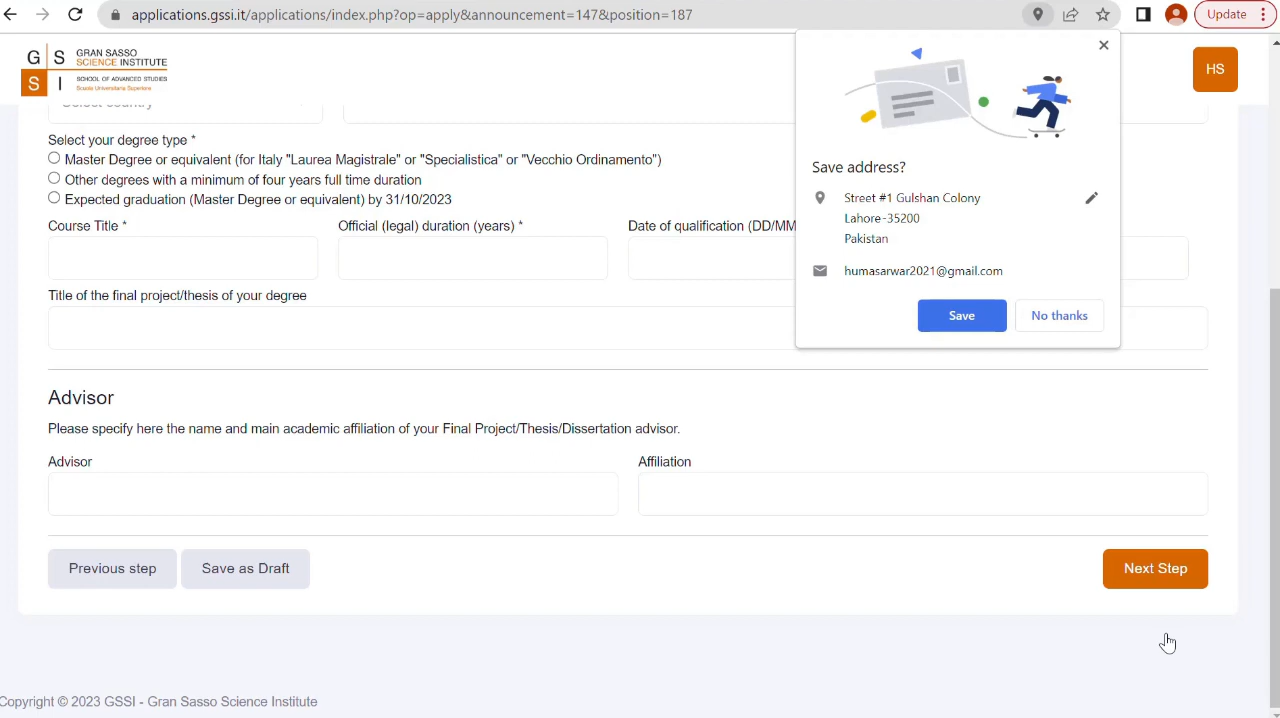 applications.gssi.it/applications/index.php?op=apply&announcement=147&position=187
Update
G S
S I
GRAN SASSO
SCIENCE INSTITUTE
SCHOOL OF ADVANCED STUDIES
Scuola Universitaria Superiore
HS
Select country
Select your degree type *
Master Degree or equivalent (for Italy "Laurea Magistrale" or "Specialistica" or "Vecchio Ordinamento")
Other degrees with a minimum of four years full time duration
Expected graduation (Master Degree or equivalent) by 31/10/2023
Course Title *
Official (legal) duration (years) *
Date of qualification (DD/MM
Title of the final project/thesis of your degree
Save address?
Street #1 Gulshan Colony
Lahore-35200
Pakistan
humasarwar2021@gmail.com
Save
No thanks
Advisor
Please specify here the name and main academic affiliation of your Final Project/Thesis/Dissertation advisor.
Advisor
Affiliation
Previous step
Save as Draft
Next Step
Copyright © 2023 GSSI - Gran Sasso Science Institute